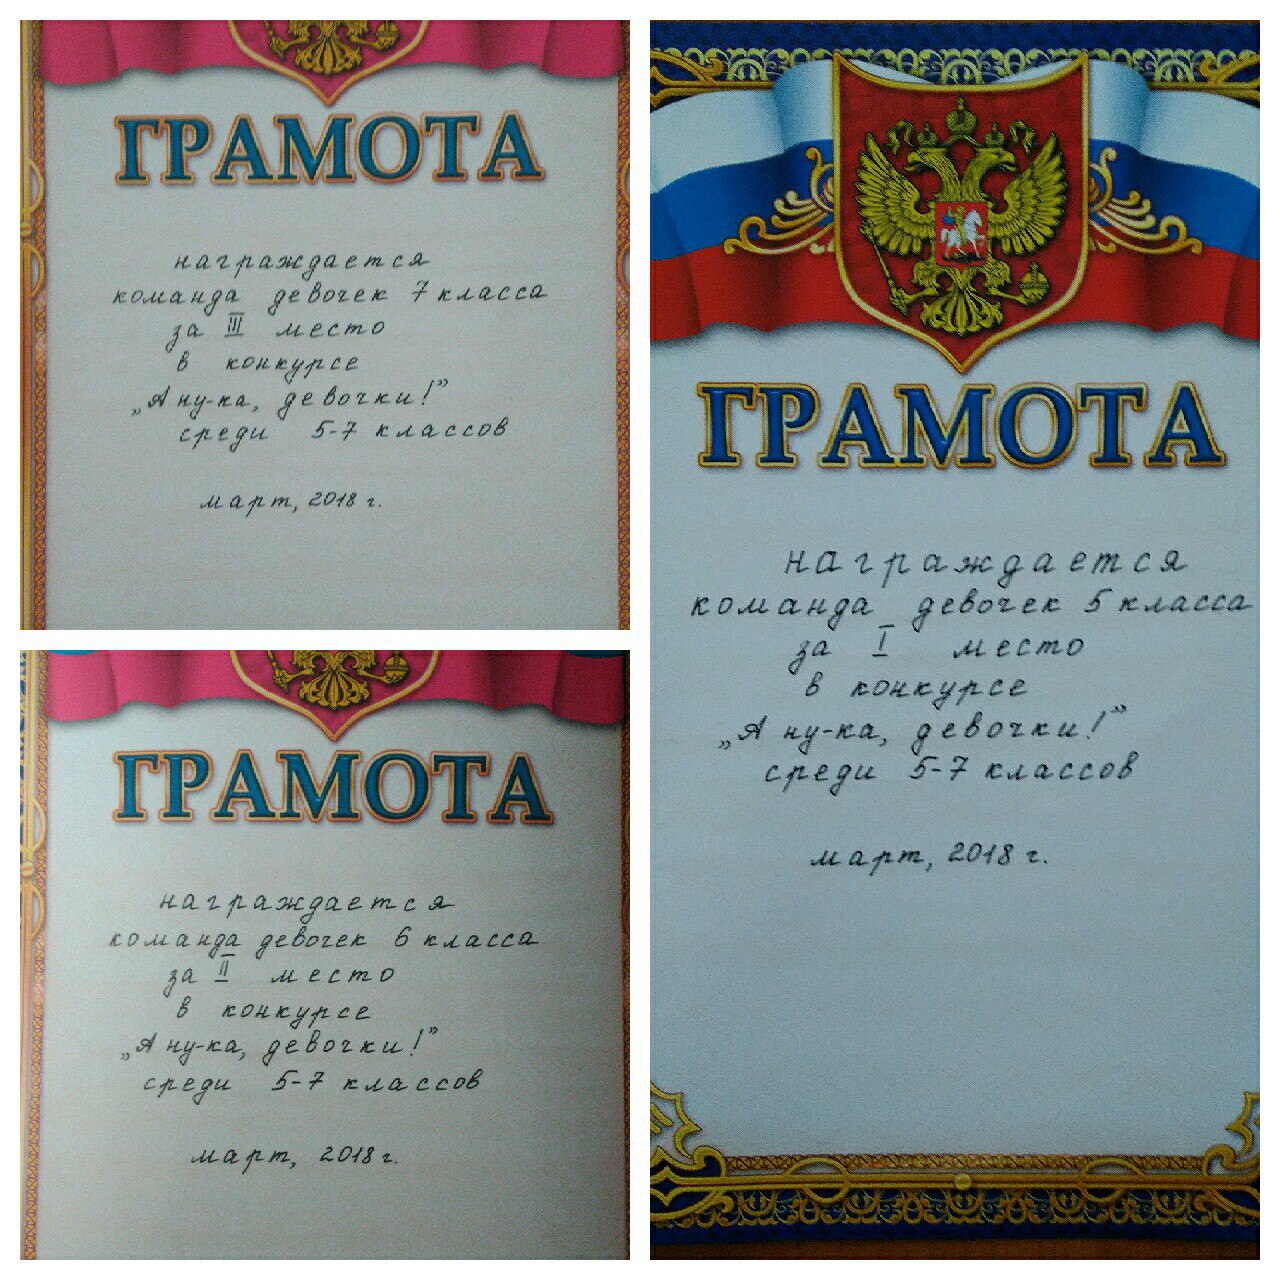 ГРАМОТА
награждается
команда девочек 7 класса
за III место
в конкурсе
„А ну-ка, девочки!”
среди 5-7 классов
март, 2018 г.
ГРАМОТА
награждается
команда девочек 6 класса
за II место
в конкурсе
„А ну-ка, девочки!”
среди 5-7 классов
март, 2018 г.
ГРАМОТА
награждается
команда девочек 5 класса
за I место
в конкурсе
„А ну-ка, девочки!”
среди 5-7 классов
март, 2018 г.